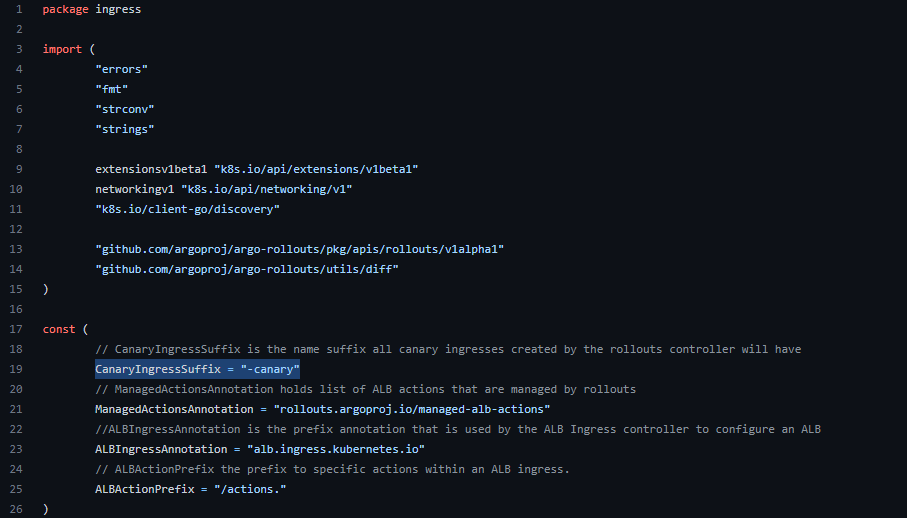 1 package ingress
2
3 import (
4 "errors"
5 "fmt"
6 "strconv"
7 "strings"
8
9 extensionsv1beta1 "k8s.io/api/extensions/v1beta1"
10 networkingv1 "k8s.io/api/networking/v1"
11 "k8s.io/client-go/discovery"
12
13 "github.com/argoproj/argo-rollouts/pkg/apis/rollouts/v1alpha1"
14 "github.com/argoproj/argo-rollouts/utils/diff"
15 )
16
17 const (
18 // CanaryIngressSuffix is the name suffix all canary ingresses created by the rollouts controller will have
19 CanaryIngressSuffix = "-canary"
20 // ManagedActionsAnnotation holds list of ALB actions that are managed by rollouts
21 ManagedActionsAnnotation = "rollouts.argoproj.io/managed-alb-actions"
22 //ALBIngressAnnotation is the prefix annotation that is used by the ALB Ingress controller to configure an ALB
23 ALBIngressAnnotation = "alb.ingress.kubernetes.io"
24 // ALBActionPrefix the prefix to specific actions within an ALB ingress.
25 ALBActionPrefix = "/actions."
26 )